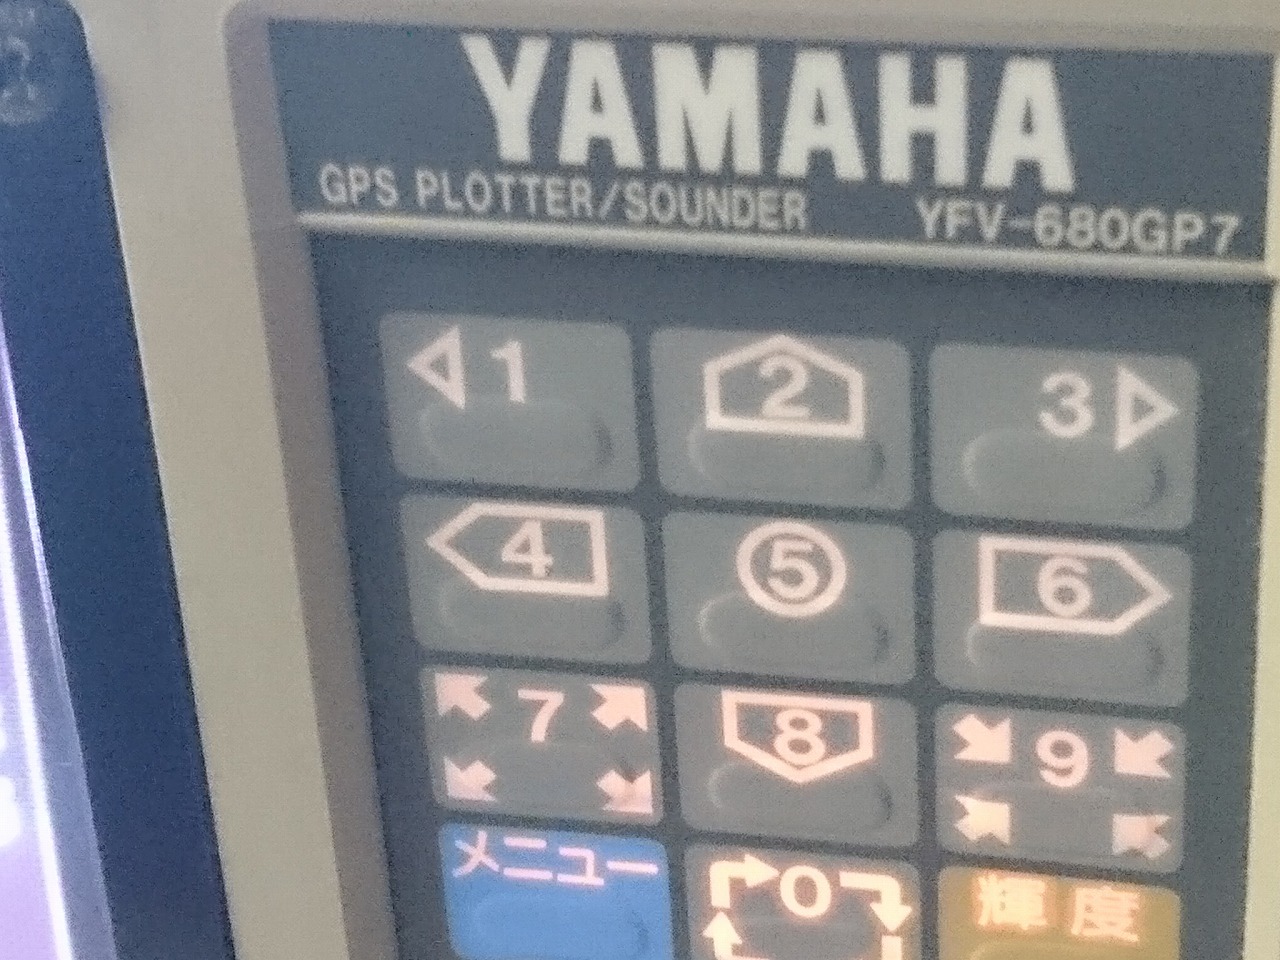 YAMAHA
GPS PLOTTER/SOUNDER YFV-680GP7
1 2 3
4 5 6
7 8 9
メニュー 0 輝度